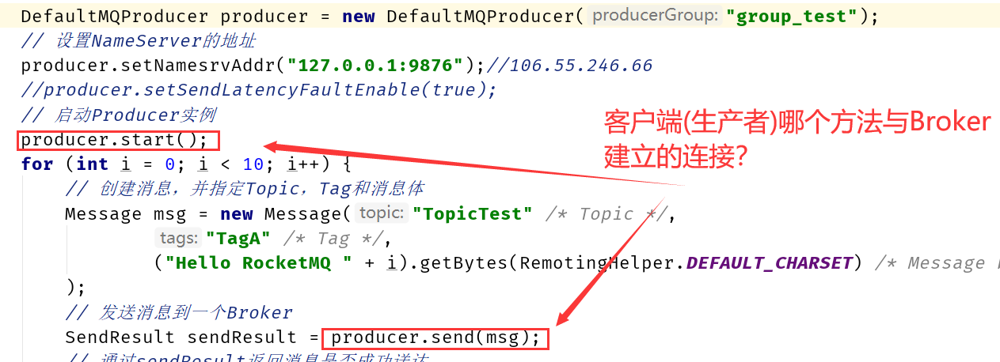 DefaultMQProducer producer = new DefaultMQProducer( producerGroup: "group_test");
// 设置NameServer的地址
producer.setNamesrvAddr("127.0.0.1:9876");//106.55.246.66
//producer.setSendLatencyFaultEnable(true);
// 启动Producer实例
producer.start();
for (int i = 0; i < 10; i++) {
客户端(生产者)哪个方法与Broker
建立的连接?
// 创建消息，并指定Topic，Tag和消息体
Message msg = new Message( topic: "TopicTest" /* Topic */,
tags: "TagA" /* Tag */,
("Hello RocketMQ " + i).getBytes(RemotingHelper.DEFAULT_CHARSET) /* Message
);
// 发送消息到一个Broker
SendResult sendResult = producer.send(msg);
// 通过sendResult返回消息是否成功送达